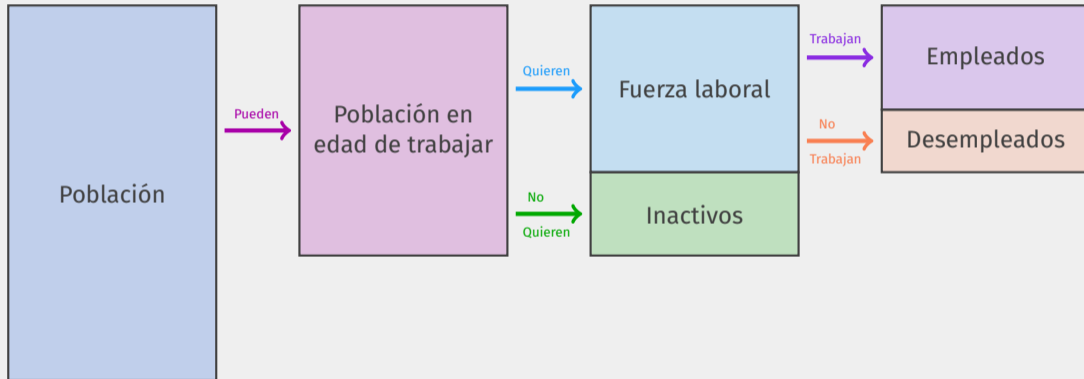 Población
Pueden
Población en
edad de trabajar
Quieren
No
Quieren
Fuerza laboral
Inactivos
Trabajan
No
Trabajan
Empleados
Desempleados